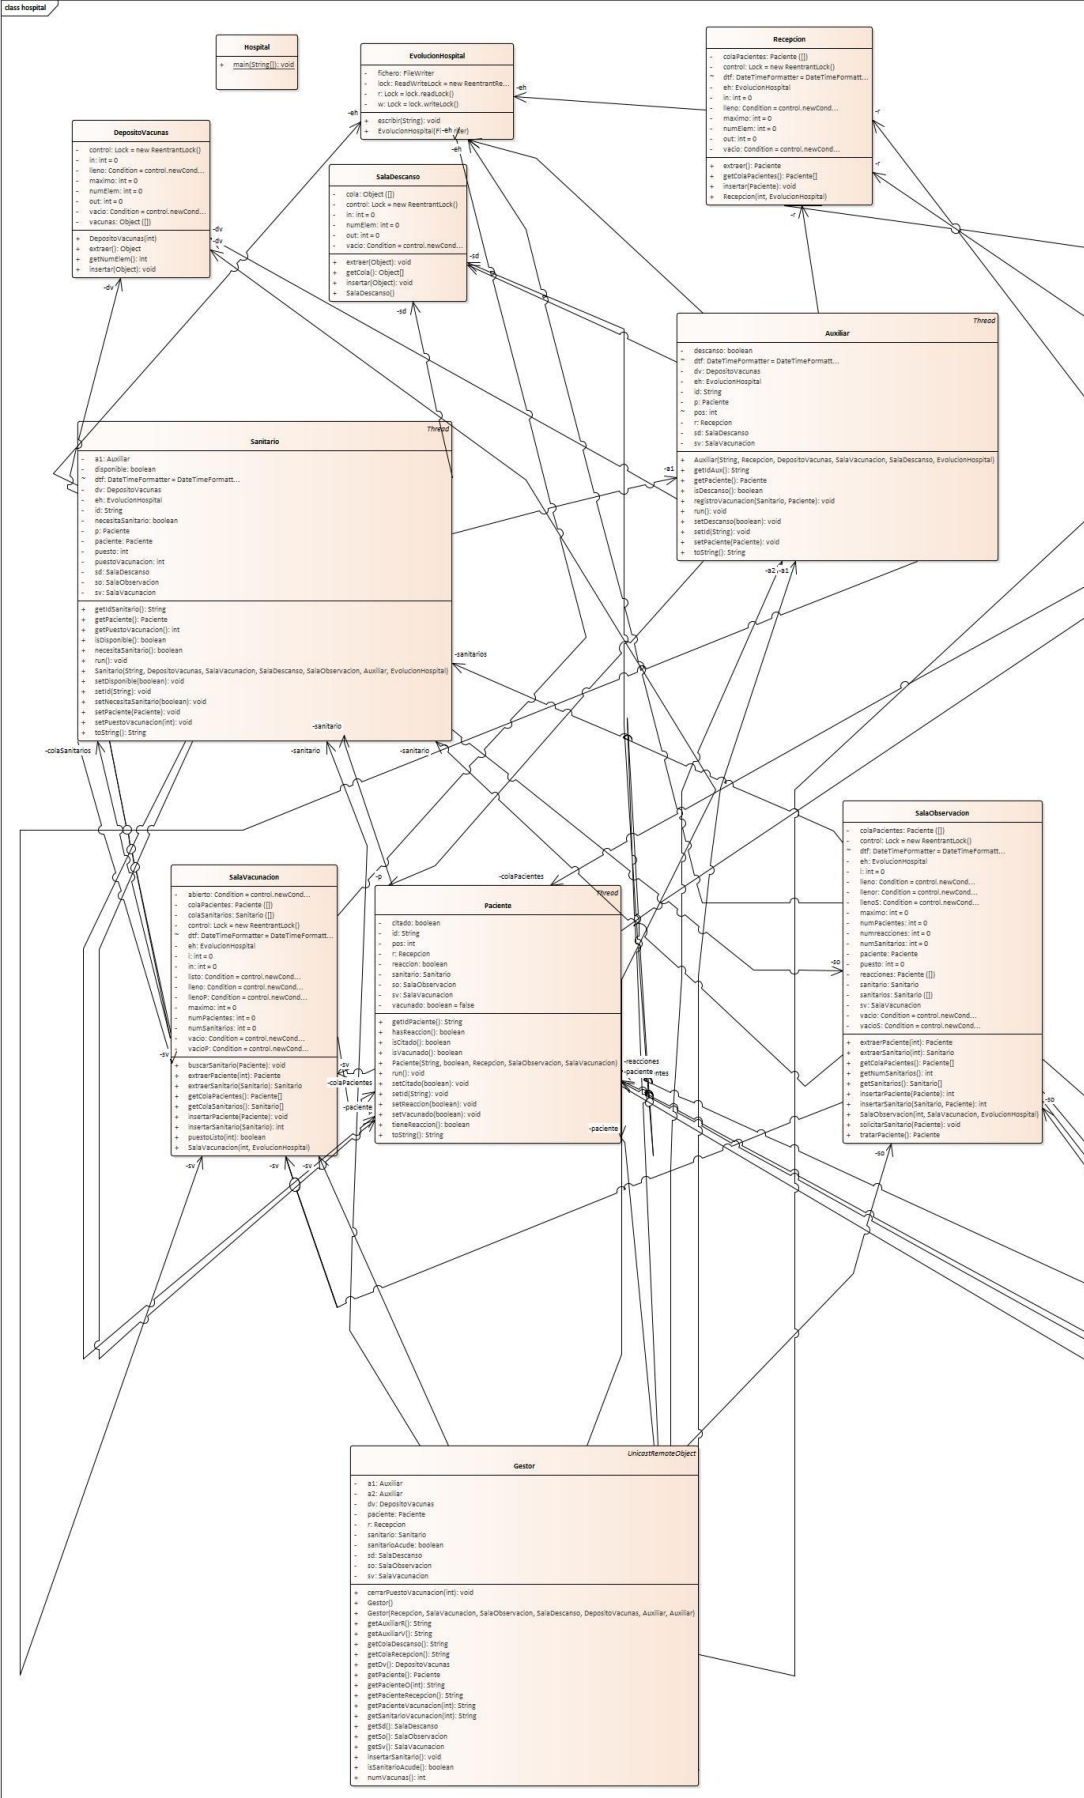 class hospital
Hospital
+ main(String[]): void
EvolucionHospital
- fichero: FileWriter
- lock: ReadWriteLock = new ReentrantRe...
- r: Lock = lock.readLock()
- w: Lock = lock.writeLock()
+ escribir(String): void
+ EvolucionHospital(
Recepcion
- colaPacientes: Paciente ([])
- control: Lock = new ReentrantLock()
~ dtf: DateTimeFormatter = DateTimeFormatt...
- eh: EvolucionHospital
- in: int = 0
- lleno: Condition = control.newCond...
- maximo: int = 0
- numElem: int = 0
- out: int = 0
- vacio: Condition = control.newCond...
+ extraer(): Paciente
+ getColaPacientes(): Paciente[]
+ insertar(Paciente): void
+ Recepcion(int, EvolucionHospital)
DepositoVacunas
- control: Lock = new ReentrantLock()
- in: int = 0
- lleno: Condition = control.newCond...
- maximo: int = 0
- numElem: int = 0
- out: int = 0
- vacio: Condition = control.newCond...
- vacunas: Object ([])
+ DepositoVacunas(int)
+ extraer(): Object
+ getNumElem(): int
+ insertar(Object): void
SalaDescanso
- cola: Object ([])
- control: Lock = new ReentrantLock()
- in: int = 0
- numElem: int = 0
- out: int = 0
- vacio: Condition = control.newCond...
+ extraer(Object): void
+ getCola(): Object[]
+ insertar(Object): void
+ SalaDescanso()
-eh
-eh
-eh
-eh
-r
-r
-r
-dv
-dv
-dv
-sd
-sd
Thread
Auxiliar
- descanso: boolean
~ dtf: DateTimeFormatter = DateTimeFormatt...
- dv: DepositoVacunas
- eh: EvolucionHospital
- id: String
- p: Paciente
~ pos: int
- r: Recepcion
- sd: SalaDescanso
- sv: SalaVacunacion
+ Auxiliar(String, Recepcion, DepositoVacunas, SalaVacunacion, SalaDescanso, EvolucionHospital)
+ getIdAux(): String
+ getPaciente(): Paciente
+ isDescanso(): boolean
+ registroVacunacion(Sanitario, Paciente): void
+ run(): void
+ setDescanso(boolean): void
+ setId(String): void
+ setPaciente(Paciente): void
+ toString(): String
-a1
-a2
-a1
Thread
Sanitario
- a1: Auxiliar
- disponible: boolean
~ dtf: DateTimeFormatter = DateTimeFormatt...
- dv: DepositoVacunas
- eh: EvolucionHospital
- id: String
- necesitaSanitario: boolean
- p: Paciente
- paciente: Paciente
- puesto: int
- puestoVacunacion: int
- sd: SalaDescanso
- so: SalaObservacion
- sv: SalaVacunacion
+ getIdSanitario(): String
+ getPaciente(): Paciente
+ getPuestoVacunacion(): int
+ isDisponible(): boolean
+ necesitaSanitario(): boolean
+ run(): void
+ Sanitario(String, DepositoVacunas, SalaVacunacion, SalaDescanso, SalaObservacion, Auxiliar, EvolucionHospital)
+ setDisponible(boolean): void
+ setId(String): void
+ setNecesitaSanitario(boolean): void
+ setPaciente(Paciente): void
+ setPuestoVacunacion(int): void
+ toString(): String
-sanitarios
-colaSanitarios
-sanitario
-sanitario
-sanitario
SalaObservacion
- colaPacientes: Paciente ([])
- control: Lock = new ReentrantLock()
~ dtf: DateTimeFormatter = DateTimeFormatt...
- eh: EvolucionHospital
- i: int = 0
- lleno: Condition = control.newCond...
- llenor: Condition = control.newCond...
- llenoS: Condition = control.newCond...
- maximo: int = 0
- numPacientes: int = 0
- numreacciones: int = 0
- numSanitarios: int = 0
- paciente: Paciente
- puesto: int = 0
- reacciones: Paciente ([])
- sanitario: Sanitario
- sanitarios: Sanitario ([])
- sv: SalaVacunacion
- vacio: Condition = control.newCond...
- vacioS: Condition = control.newCond...
+ extraerPaciente(int): Paciente
+ extraerSanitario(int): Sanitario
+ getColaPacientes(): Paciente[]
+ getNumSanitarios(): int
+ getSanitarios(): Sanitario[]
+ insertarPaciente(Paciente): int
+ insertarSanitario(Sanitario, Paciente): int
+ SalaObservacion(int, SalaVacunacion, EvolucionHospital)
+ solicitarSanitario(Paciente): void
+ tratarPaciente(): Paciente
-so
-so
-so
SalaVacunacion
- abierto: Condition = control.newCond...
- colaPacientes: Paciente ([])
- colaSanitarios: Sanitario ([])
- control: Lock = new ReentrantLock()
~ dtf: DateTimeFormatter = DateTimeFormatt...
- eh: EvolucionHospital
- i: int = 0
- in: int = 0
- listo: Condition = control.newCond...
- lleno: Condition = control.newCond...
- llenoP: Condition = control.newCond...
- maximo: int = 0
- numPacientes: int = 0
- numSanitarios: int = 0
- vacio: Condition = control.newCond...
- vacioP: Condition = control.newCond...
+ buscarSanitario(Paciente): void
+ extraerPaciente(int): Paciente
+ extraerSanitario(Sanitario): Sanitario
+ getColaPacientes(): Paciente[]
+ getColaSanitarios(): Sanitario[]
+ insertarPaciente(Paciente): void
+ insertarSanitario(Sanitario): int
+ puestoListo(int): boolean
+ SalaVacunacion(int, EvolucionHospital)
-sv
-sv
-sv
-sv
-sv
-p
-colaPacientes
Thread
Paciente
- citado: boolean
- id: String
- pos: int
- r: Recepcion
- reaccion: boolean
- sanitario: Sanitario
- so: SalaObservacion
- sv: SalaVacunacion
- vacunado: boolean = false
+ getIdPaciente(): String
+ hasReaccion(): boolean
+ isCitado(): boolean
+ isVacunado(): boolean
+ Paciente(String, boolean, Recepcion, SalaObservacion, SalaVacunacion)
+ run(): void
+ setCitado(boolean): void
+ setId(String): void
+ setReaccion(boolean): void
+ setVacunado(boolean): void
+ tieneReaccion(): boolean
+ toString(): String
-colaPacientes
-paciente
-reacciones
-paciente
ntes
-paciente
UnicastRemoteObject
Gestor
- a1: Auxiliar
- a2: Auxiliar
- dv: DepositoVacunas
- paciente: Paciente
- r: Recepcion
- sanitario: Sanitario
- sanitarioAcude: boolean
- sd: SalaDescanso
- so: SalaObservacion
- sv: SalaVacunacion
+ cerrarPuestoVacunacion(int): void
+ Gestor()
+ Gestor(Recepcion, SalaVacunacion, SalaObservacion, SalaDescanso, DepositoVacunas, Auxiliar, Auxiliar)
+ getAuxiliarR(): String
+ getAuxiliarV(): String
+ getColaDescanso(): String
+ getColaRecepcion(): String
+ getDv(): DepositoVacunas
+ getPaciente(): Paciente
+ getPacienteO(int): String
+ getPacienteRecepcion(): String
+ getPacienteVacunacion(int): String
+ getSanitarioVacunacion(int): String
+ getSd(): SalaDescanso
+ getSo(): SalaObservacion
+ getSv(): SalaVacunacion
+ insertarSanitario(): void
+ isSanitarioAcude(): boolean
+ numVacunas(): int